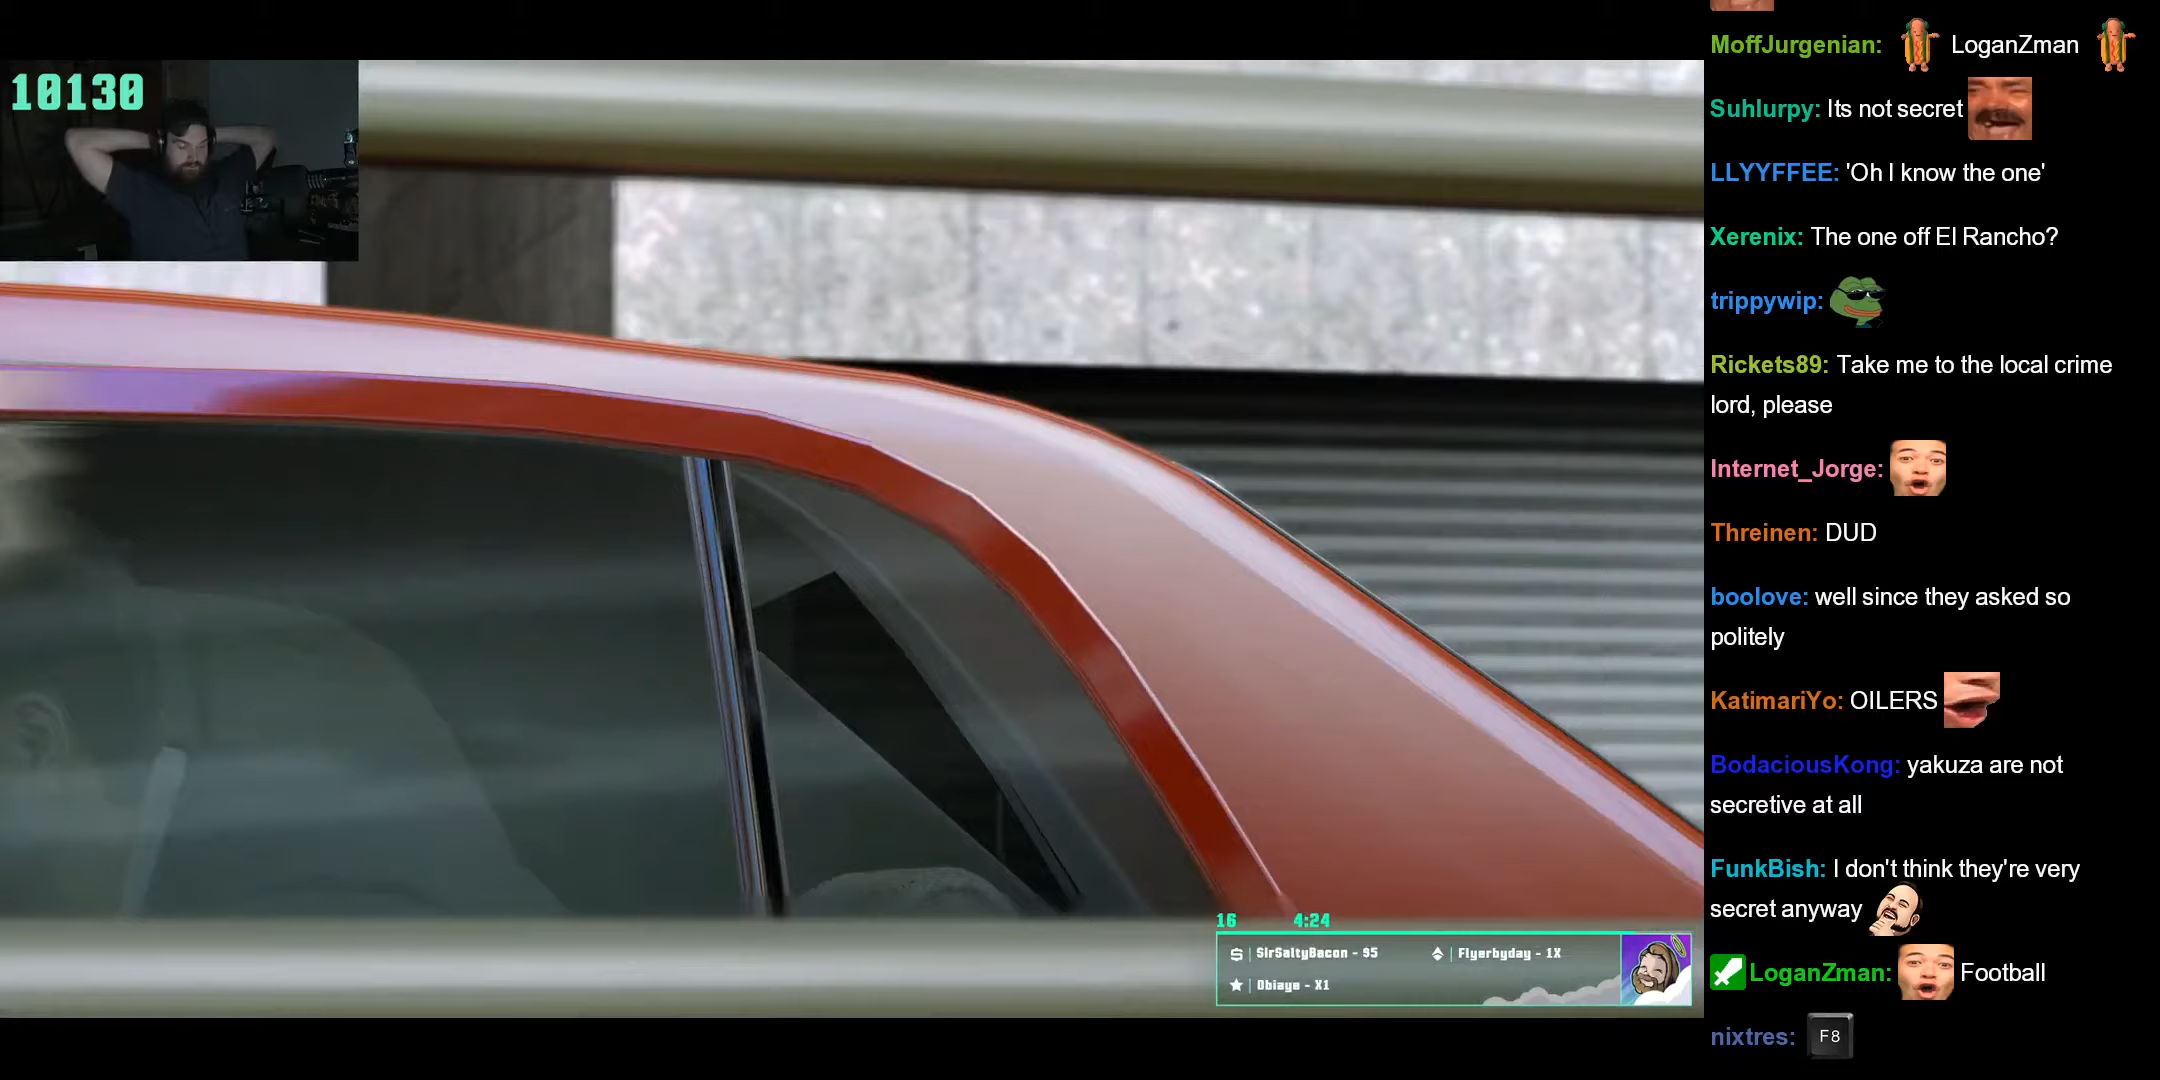 10130
16 4:24
SirSaltyBacon - 95
Flyerbyday - 1X
Obiaye - X1
MoffJurgenian: LoganZman
Suhlurpy: Its not secret
LLYYFFEE: 'Oh I know the one'
Xerenix: The one off El Rancho?
trippywip:
Rickets89: Take me to the local crime
lord, please
Internet_Jorge:
Threinen: DUD
boolove: well since they asked so
politely
KatimariYo: OILERS
BodaciousKong: yakuza are not
secretive at all
FunkBish: I don't think they're very
secret anyway
LoganZman: Football
nixtres: F8